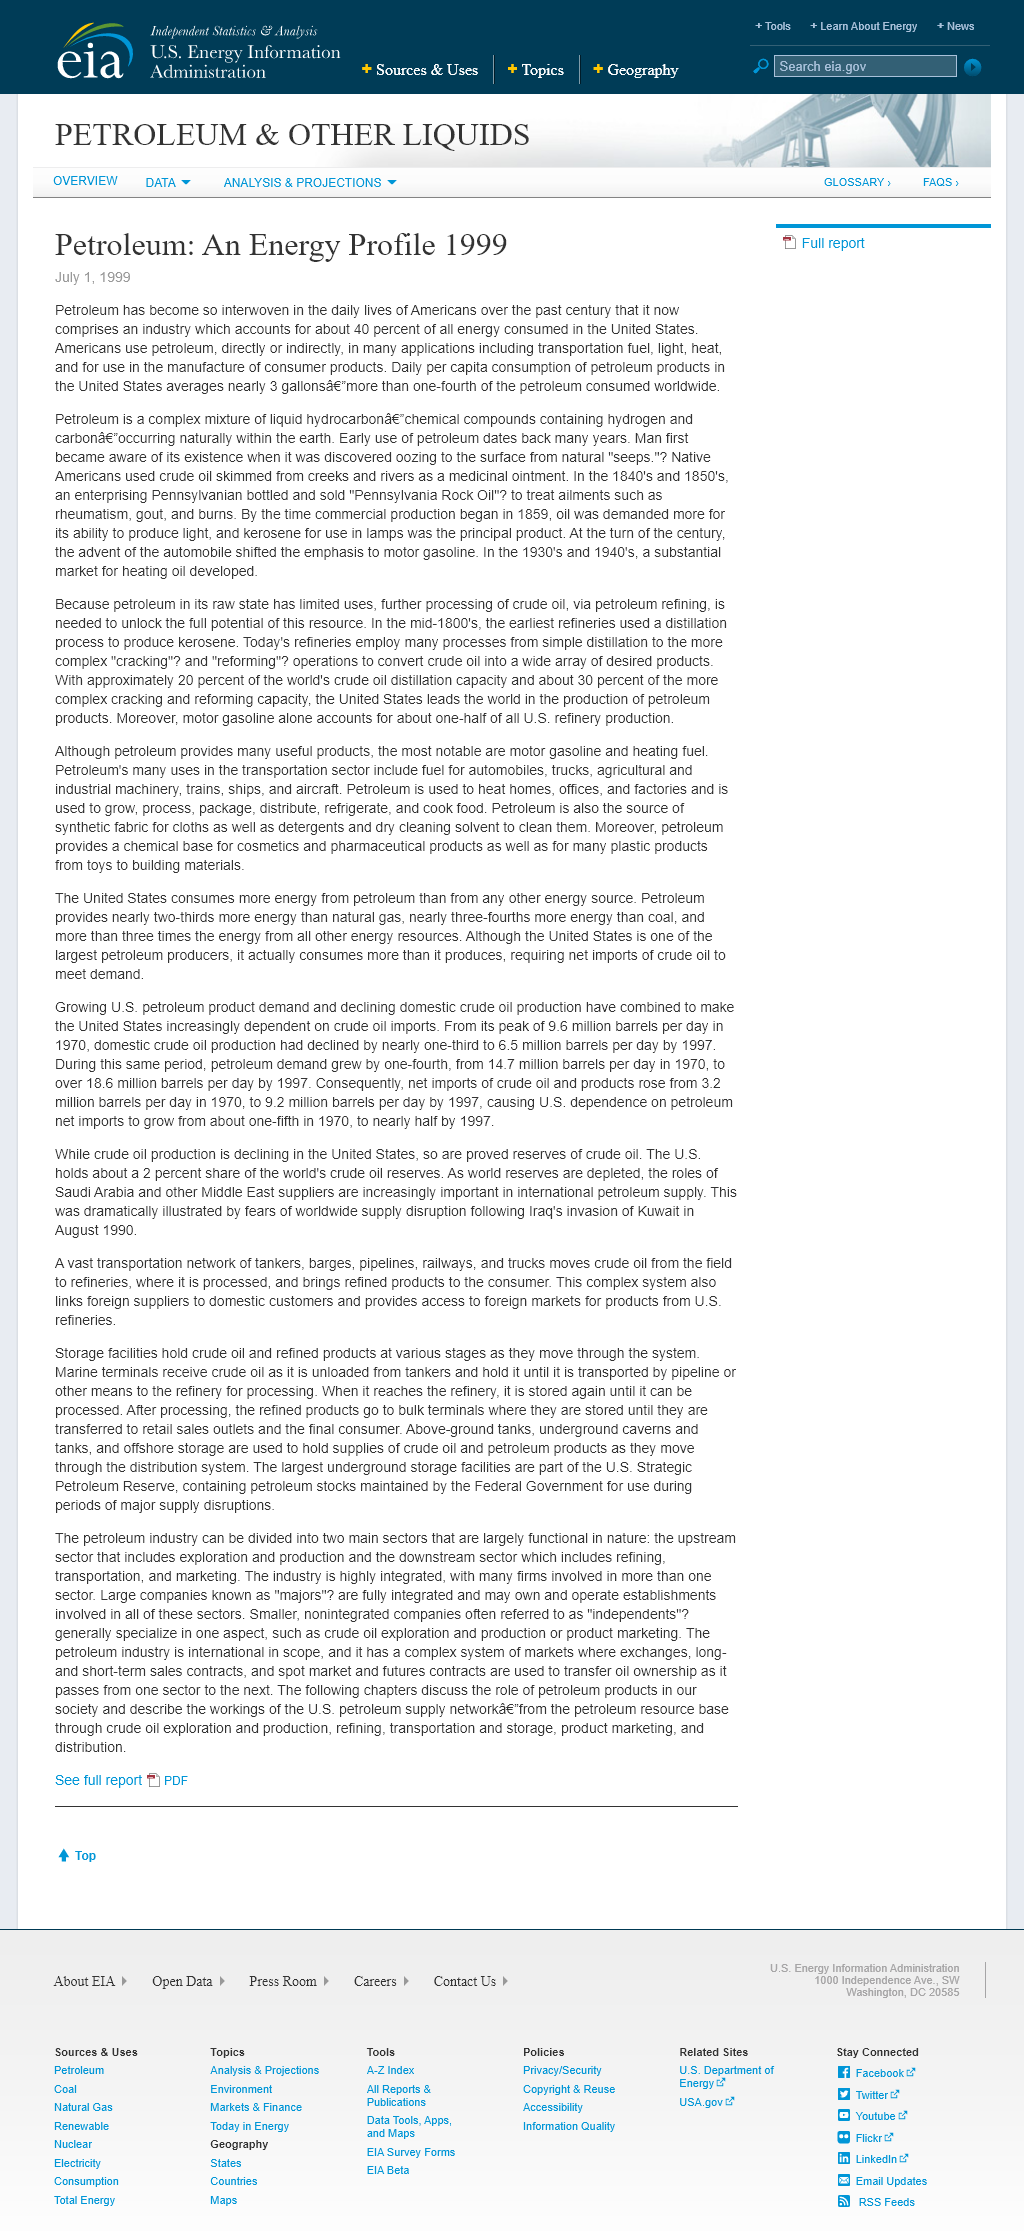 Independent Statistics & Analysis
U.S. Energy Information
Administration
eia
+ Sources & Uses
+ Topics
+ Geography
+ Tools
+ Learn About Energy
+ News
Search eia.gov
PETROLEUM & OTHER LIQUIDS
OVERVIEW
DATA
ANALYSIS & PROJECTIONS
GLOSSARY ›
FAQS ›
Petroleum: An Energy Profile 1999
July 1, 1999
Full report
Petroleum has become so interwoven in the daily lives of Americans over the past century that it now
comprises an industry which accounts for about 40 percent of all energy consumed in the United States.
Americans use petroleum, directly or indirectly, in many applications including transportation fuel, light, heat,
and for use in the manufacture of consumer products. Daily per capita consumption of petroleum products in
the United States averages nearly 3 gallonsâ€”more than one-fourth of the petroleum consumed worldwide.
Petroleum is a complex mixture of liquid hydrocarbonâ€”chemical compounds containing hydrogen and
carbonâ€”occurring naturally within the earth. Early use of petroleum dates back many years. Man first
became aware of its existence when it was discovered oozing to the surface from natural "seeps."? Native
Americans used crude oil skimmed from creeks and rivers as a medicinal ointment. In the 1840's and 1850's,
an enterprising Pennsylvanian bottled and sold "Pennsylvania Rock Oil"? to treat ailments such as
rheumatism, gout, and burns. By the time commercial production began in 1859, oil was demanded more for
its ability to produce light, and kerosene for use in lamps was the principal product. At the turn of the century,
the advent of the automobile shifted the emphasis to motor gasoline. In the 1930's and 1940's, a substantial
market for heating oil developed.
Because petroleum in its raw state has limited uses, further processing of crude oil, via petroleum refining, is
needed to unlock the full potential of this resource. In the mid-1800's, the earliest refineries used a distillation
process to produce kerosene. Today's refineries employ many processes from simple distillation to the more
complex "cracking"? and "reforming"? operations to convert crude oil into a wide array of desired products.
With approximately 20 percent of the world's crude oil distillation capacity and about 30 percent of the more
complex cracking and reforming capacity, the United States leads the world in the production of petroleum
products. Moreover, motor gasoline alone accounts for about one-half of all U.S. refinery production.
Although petroleum provides many useful products, the most notable are motor gasoline and heating fuel.
Petroleum's many uses in the transportation sector include fuel for automobiles, trucks, agricultural and
industrial machinery, trains, ships, and aircraft. Petroleum is used to heat homes, offices, and factories and is
used to grow, process, package, distribute, refrigerate, and cook food. Petroleum is also the source of
synthetic fabric for cloths as well as detergents and dry cleaning solvent to clean them. Moreover, petroleum
provides a chemical base for cosmetics and pharmaceutical products as well as for many plastic products
from toys to building materials.
The United States consumes more energy from petroleum than from any other energy source. Petroleum
provides nearly two-thirds more energy than natural gas, nearly three-fourths more energy than coal, and
more than three times the energy from all other energy resources. Although the United States is one of the
largest petroleum producers, it actually consumes more than it produces, requiring net imports of crude oil to
meet demand.
Growing U.S. petroleum product demand and declining domestic crude oil production have combined to make
the United States increasingly dependent on crude oil imports. From its peak of 9.6 million barrels per day in
1970, domestic crude oil production had declined by nearly one-third to 6.5 million barrels per day by 1997.
During this same period, petroleum demand grew by one-fourth, from 14.7 million barrels per day in 1970, to
over 18.6 million barrels per day by 1997. Consequently, net imports of crude oil and products rose from 3.2
million barrels per day in 1970, to 9.2 million barrels per day by 1997, causing U.S. dependence on petroleum
net imports to grow from about one-fifth in 1970, to nearly half by 1997.
While crude oil production is declining in the United States, so are proved reserves of crude oil. The U.S.
holds about a 2 percent share of the world's crude oil reserves. As world reserves are depleted, the roles of
Saudi Arabia and other Middle East suppliers are increasingly important in international petroleum supply. This
was dramatically illustrated by fears of worldwide supply disruption following Iraq's invasion of Kuwait in
August 1990.
A vast transportation network of tankers, barges, pipelines, railways, and trucks moves crude oil from the field
to refineries, where it is processed, and brings refined products to the consumer. This complex system also
links foreign suppliers to domestic customers and provides access to foreign markets for products from U.S.
refineries.
Storage facilities hold crude oil and refined products at various stages as they move through the system.
Marine terminals receive crude oil as it is unloaded from tankers and hold it until it is transported by pipeline or
other means to the refinery for processing. When it reaches the refinery, it is stored again until it can be
processed. After processing, the refined products go to bulk terminals where they are stored until they are
transferred to retail sales outlets and the final consumer. Above-ground tanks, underground caverns and
tanks, and offshore storage are used to hold supplies of crude oil and petroleum products as they move
through the distribution system. The largest underground storage facilities are part of the U.S. Strategic
Petroleum Reserve, containing petroleum stocks maintained by the Federal Government for use during
periods of major supply disruptions.
The petroleum industry can be divided into two main sectors that are largely functional in nature: the upstream
sector that includes exploration and production and the downstream sector which includes refining,
transportation, and marketing. The industry is highly integrated, with many firms involved in more than one
sector. Large companies known as "majors"? are fully integrated and may own and operate establishments
involved in all of these sectors. Smaller, nonintegrated companies often referred to as "independents"?
generally specialize in one aspect, such as crude oil exploration and production or product marketing. The
petroleum industry is international in scope, and it has a complex system of markets where exchanges, long-
and short-term sales contracts, and spot market and futures contracts are used to transfer oil ownership as it
passes from one sector to the next. The following chapters discuss the role of petroleum products in our
society and describe the workings of the U.S. petroleum supply networkâ€”from the petroleum resource base
through crude oil exploration and production, refining, transportation and storage, product marketing, and
distribution.
See full report PDF
Top
About EIA
Open Data
Press Room
Careers
Contact Us
U.S. Energy Information Administration
1000 Independence Ave., SW
Washington, DC 20585
Sources & Uses
Petroleum
Coal
Natural Gas
Renewable
Nuclear
Electricity
Consumption
Total Energy
Topics
Analysis & Projections
Environment
Markets & Finance
Today in Energy
Geography
States
Countries
Maps
Tools
A-Z Index
All Reports &
Publications
Data Tools, Apps,
and Maps
EIA Survey Forms
EIA Beta
Policies
Privacy/Security
Copyright & Reuse
Accessibility
Information Quality
Related Sites
U.S. Department of
Energy
USA.gov
Stay Connected
Facebook
Twitter
Youtube
Flickr
LinkedIn
Email Updates
RSS Feeds